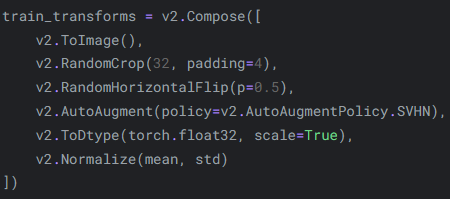 train_transforms = v2.Compose([
    v2.ToImage(),
    v2.RandomCrop(32, padding=4),
    v2.RandomHorizontalFlip(p=0.5),
    v2.AutoAugment(policy=v2.AutoAugmentPolicy.SVHN),
    v2.ToDtype(torch.float32, scale=True),
    v2.Normalize(mean, std)
])